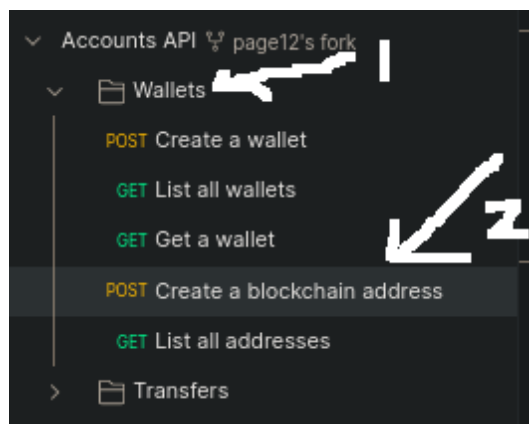 Accounts API page12's fork
Wallets 1
POST Create a wallet
GET List all wallets
GET Get a wallet
2
POST Create a blockchain address
GET List all addresses
Transfers